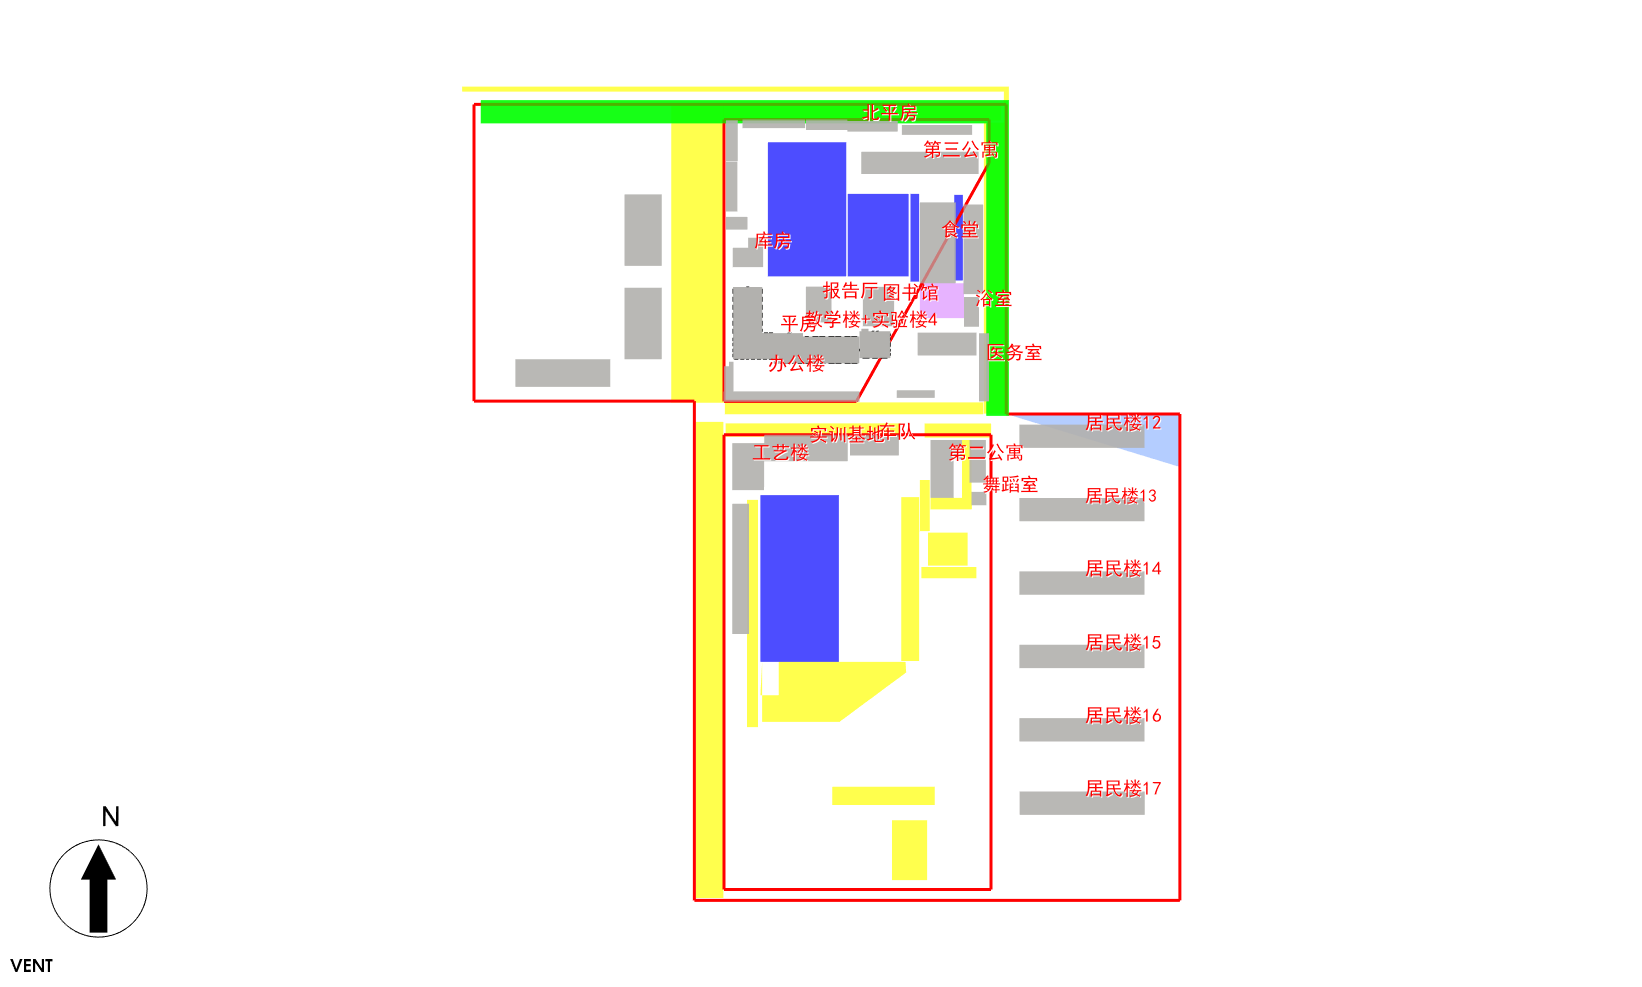 北平房
第三公寓
食堂
库房
报告厅
图书馆
浴室
平房
教学楼+实验楼4
医务室
办公楼
居民楼12
实训基地
车队
工艺楼
第二公寓
舞蹈室
居民楼13
居民楼14
居民楼15
居民楼16
居民楼17
N
VENT